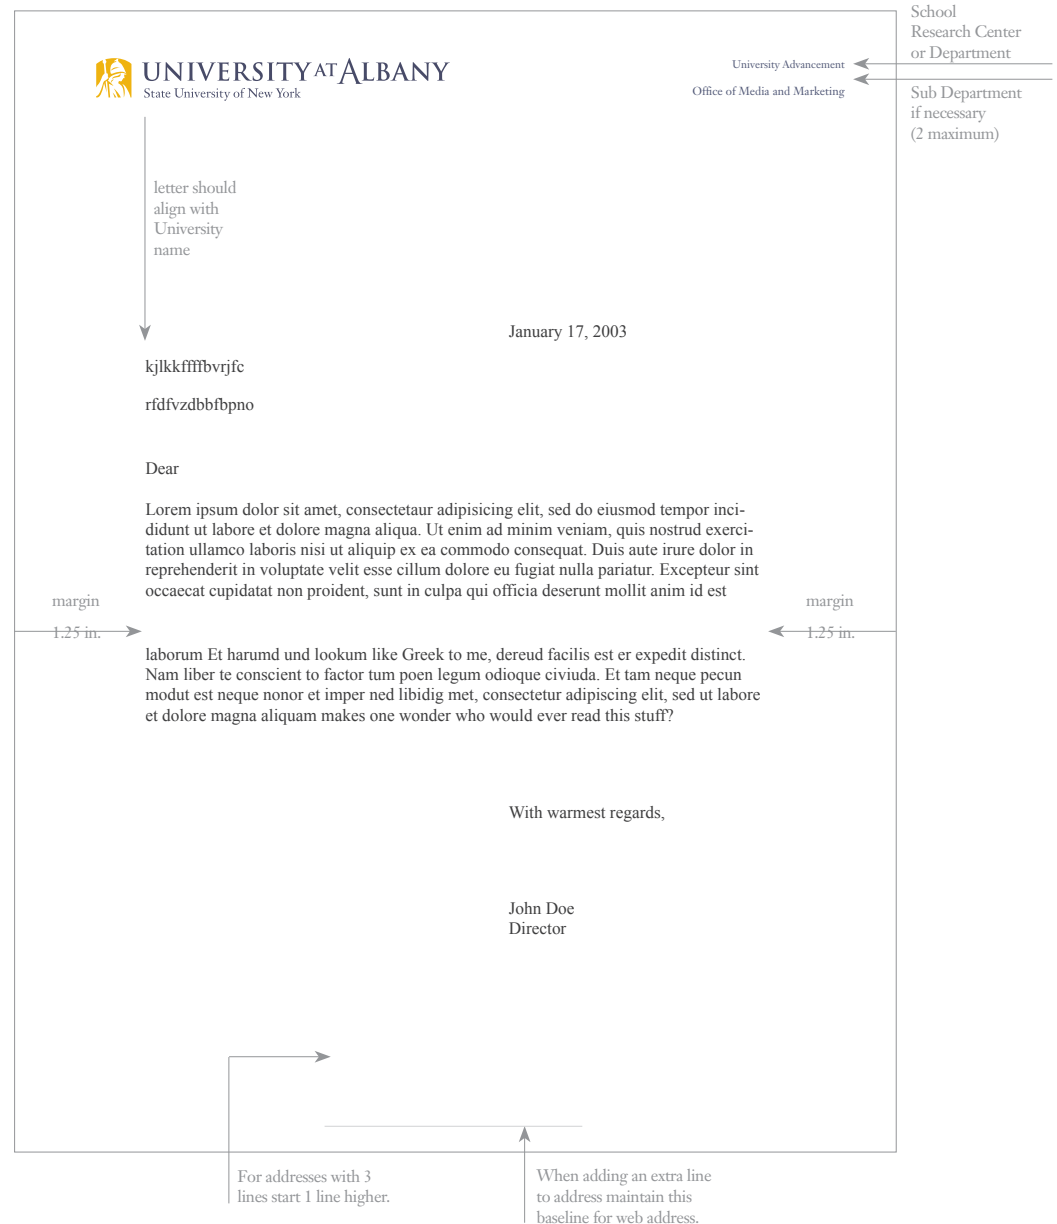 School
Research Center
or Department
UNIVERSITY AT ALBANY
State University of New York
University Advancement
Office of Media and Marketing
Sub Department
if necessary
(2 maximum)
letter should
align with
University
name
January 17, 2003
kjlkkffffbvrjfc
rfdfvzdbbfbpno
Dear
Lorem ipsum dolor sit amet, consectetaur adipisicing elit, sed do eiusmod tempor inci-
didunt ut labore et dolore magna aliqua. Ut enim ad minim veniam, quis nostrud exerci-
tation ullamco laboris nisi ut aliquip ex ea commodo consequat. Duis aute irure dolor in
reprehenderit in voluptate velit esse cillum dolore eu fugiat nulla pariatur. Excepteur sint
occaecat cupidatat non proident, sunt in culpa qui officia deserunt mollit anim id est
margin
1.25 in.
margin
1.25 in.
laborum Et harumd und lookum like Greek to me, dereud facilis est er expedit distinct.
Nam liber te conscient to factor tum poen legum odioque civiuda. Et tam neque pecun
modut est neque nonor et imper ned libidig met, consectetur adipiscing elit, sed ut labore
et dolore magna aliquam makes one wonder who would ever read this stuff?
With warmest regards,
John Doe
Director
For addresses with 3
lines start 1 line higher.
When adding an extra line
to address maintain this
baseline for web address.